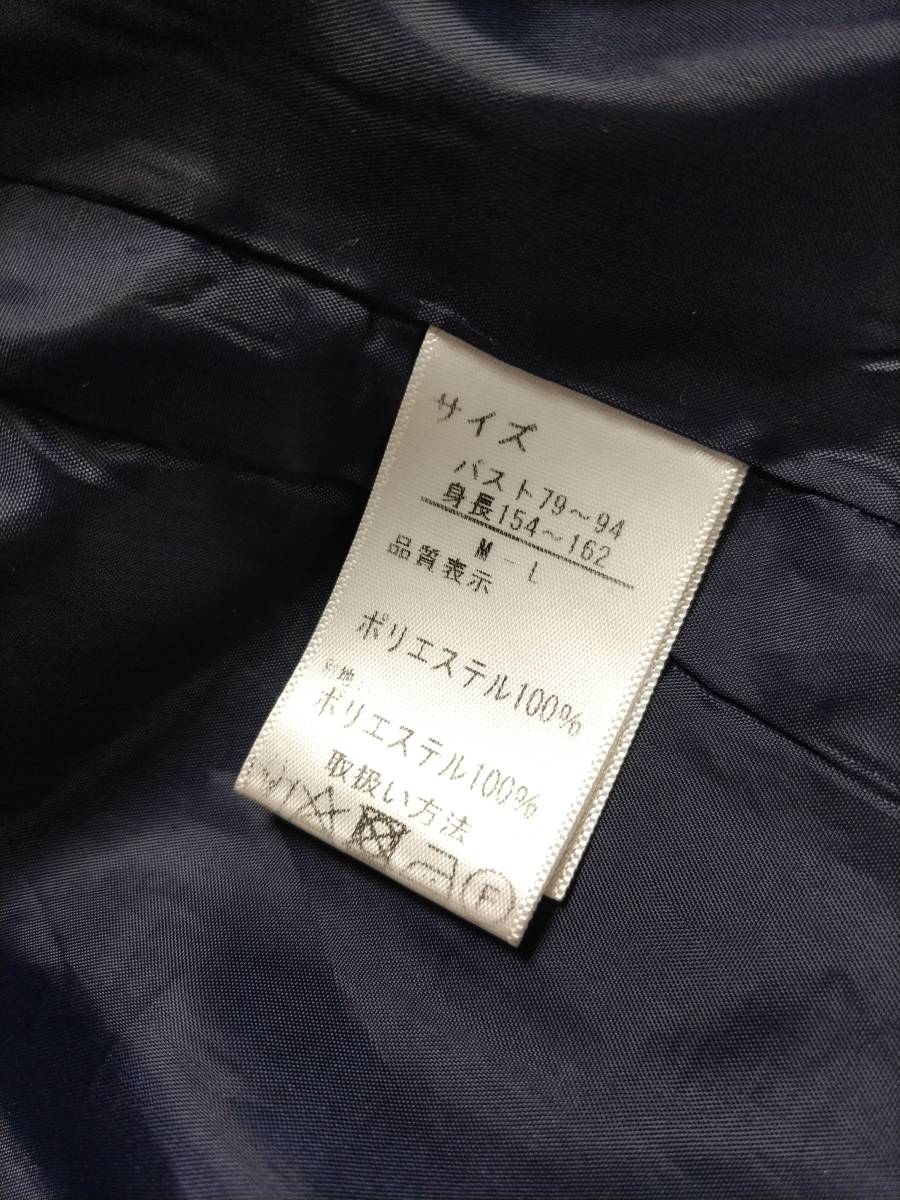 サイズ
バスト79～94
身長154～162
M－L
品質表示
ポリエステル100%
ポリエステル100%
取扱い方法
F